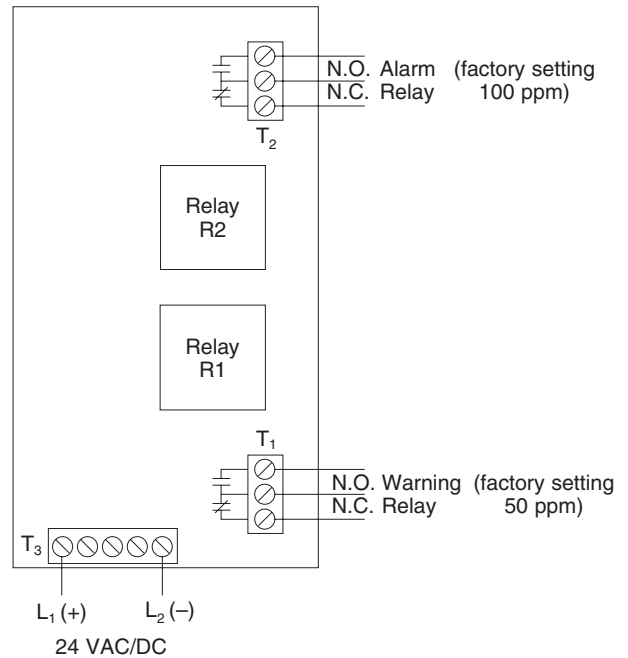 N.O. Alarm (factory setting
N.C. Relay 100 ppm)
T₂
Relay
R2
Relay
R1
T₁
N.O. Warning (factory setting
N.C. Relay 50 ppm)
T₃
L₁ (+) L₂ (–)
24 VAC/DC